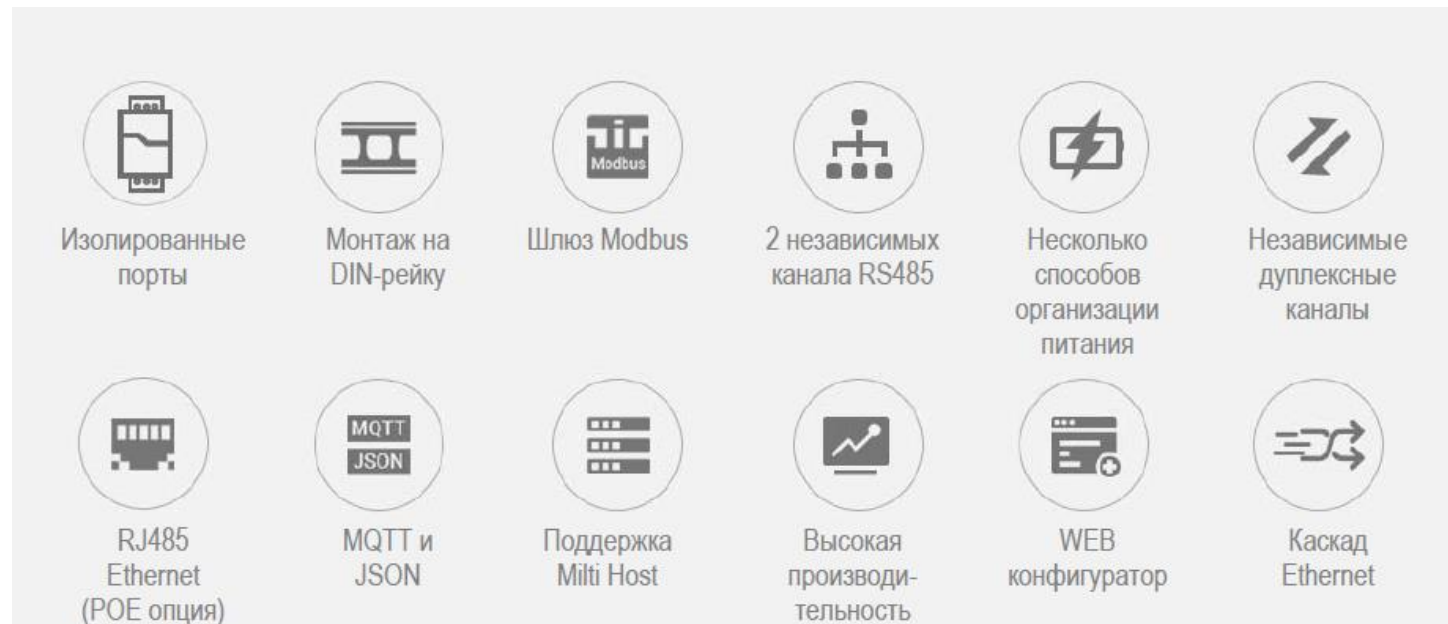 Modbus
Изолированные
порты
Монтаж на
DIN-рейку
Шлюз Modbus
2 независимых
канала RS485
Несколько
способов
организации
питания
Независимые
дуплексные
каналы
MQTT
JSON
RJ485
Ethernet
(POE опция)
MQTT и
JSON
Поддержка
Milti Host
Высокая
производи-
тельность
WEB
конфигуратор
Каскад
Ethernet